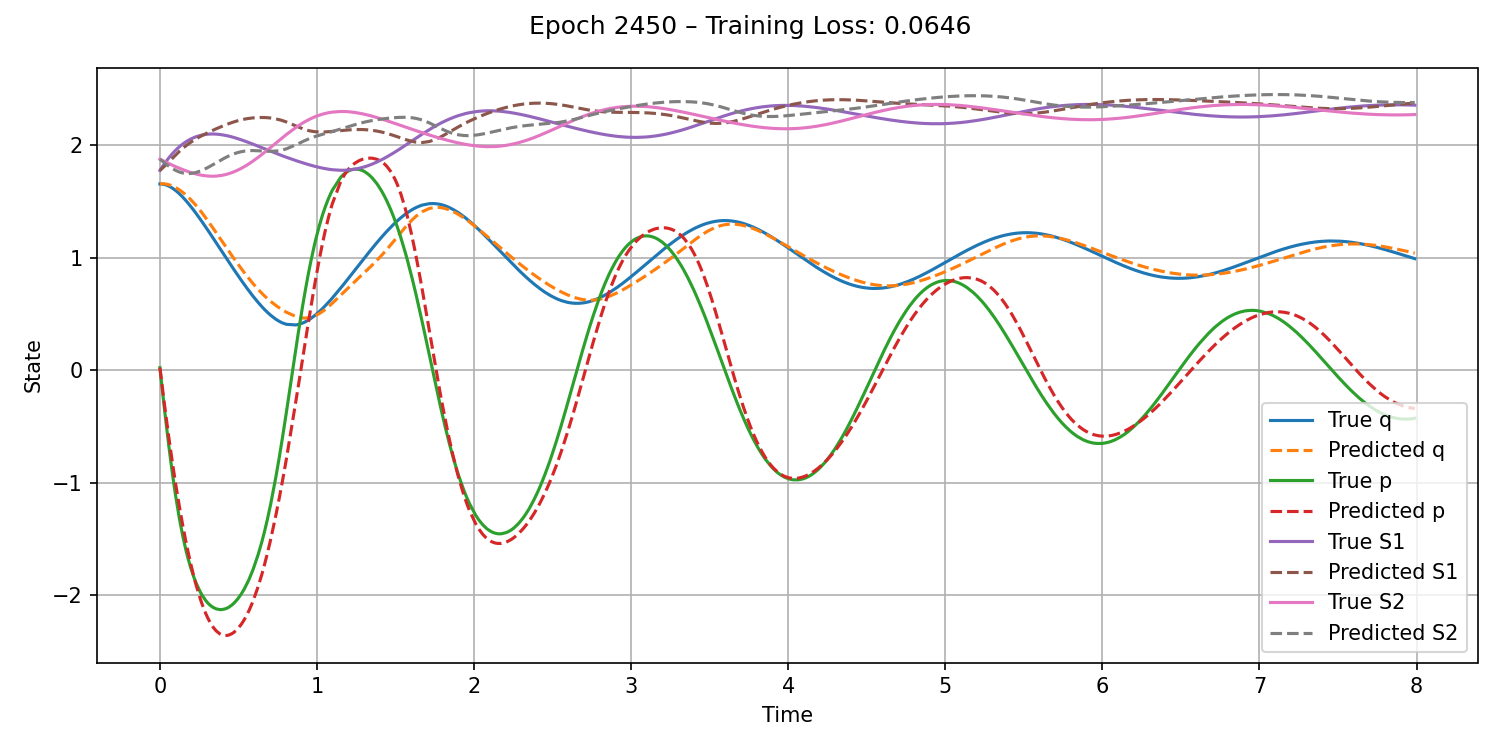 Epoch 2450 – Training Loss: 0.0646
State
2
1
0
−1
−2
0 1 2 3 4 5 6 7 8
Time
True q
Predicted q
True p
Predicted p
True S1
Predicted S1
True S2
Predicted S2